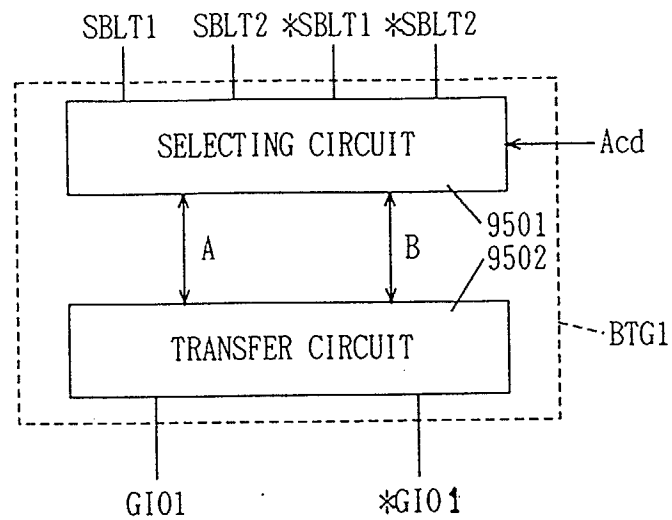 SBLT1 SBLT2 ※SBLT1 ※SBLT2
SELECTING CIRCUIT
Acd
9501
A B
9502
TRANSFER CIRCUIT
BTG1
GIO1 ※GIO1